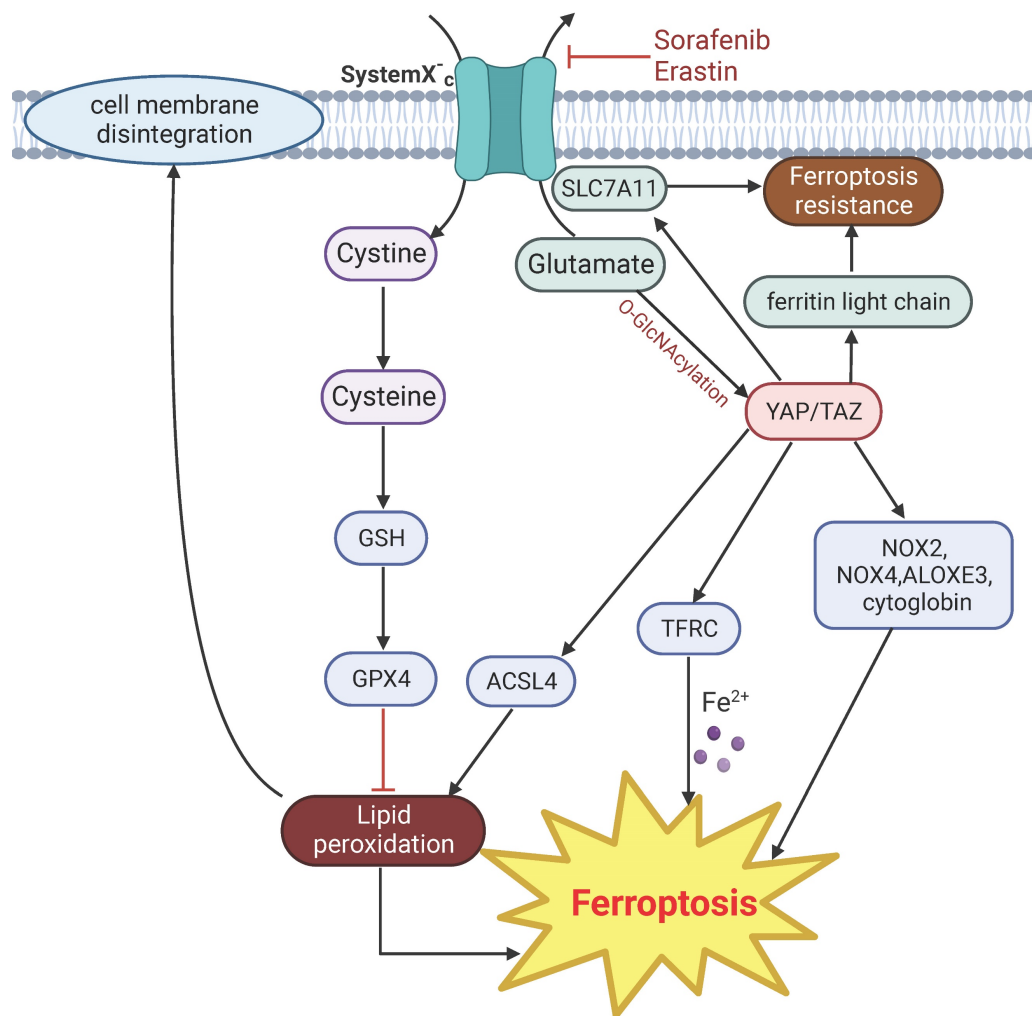 Sorafenib
Erastin
SystemX⁻c
cell membrane
disintegration
SLC7A11
Ferroptosis
resistance
Cystine
Glutamate
ferritin light chain
O-GlcNAcylation
Cysteine
YAP/TAZ
GSH
NOX2,
NOX4,ALOXE3,
cytoglobin
TFRC
GPX4
ACSL4
Fe²⁺
Lipid
peroxidation
Ferroptosis